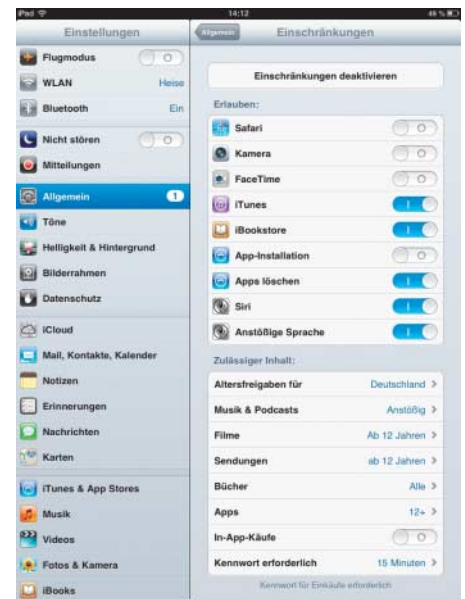 iPad 14:12 49 %
Einstellungen
Flugmodus
WLAN Heise
Bluetooth Ein
Nicht stören
Mitteilungen
Allgemein 1
Töne
Helligkeit & Hintergrund
Bilderrahmen
Datenschutz
iCloud
Mail, Kontakte, Kalender
Notizen
Erinnerungen
Nachrichten
Karten
iTunes & App Stores
Musik
Videos
Fotos & Kamera
iBooks
Allgemein Einschränkungen
Einschränkungen deaktivieren
Erlauben:
Safari
Kamera
FaceTime
iTunes
iBookstore
App-Installation
Apps löschen
Siri
Anstößige Sprache
Zulässiger Inhalt:
Altersfreigaben für Deutschland
Musik & Podcasts Anstößig
Filme Ab 12 Jahren
Sendungen ab 12 Jahren
Bücher Alle
Apps 12+
In-App-Käufe
Kennwort erforderlich 15 Minuten
Kennwort für Einkäufe erforderlich